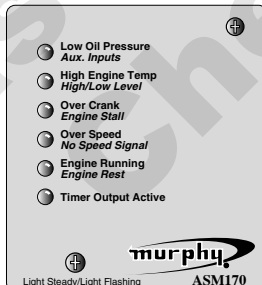 Low Oil Pressure
Aux. Inputs
High Engine Temp
High/Low Level
Over Crank
Engine Stall
Over Speed
No Speed Signal
Engine Running
Engine Rest
Timer Output Active
murphy
Light Steady/Light Flashing
ASM170